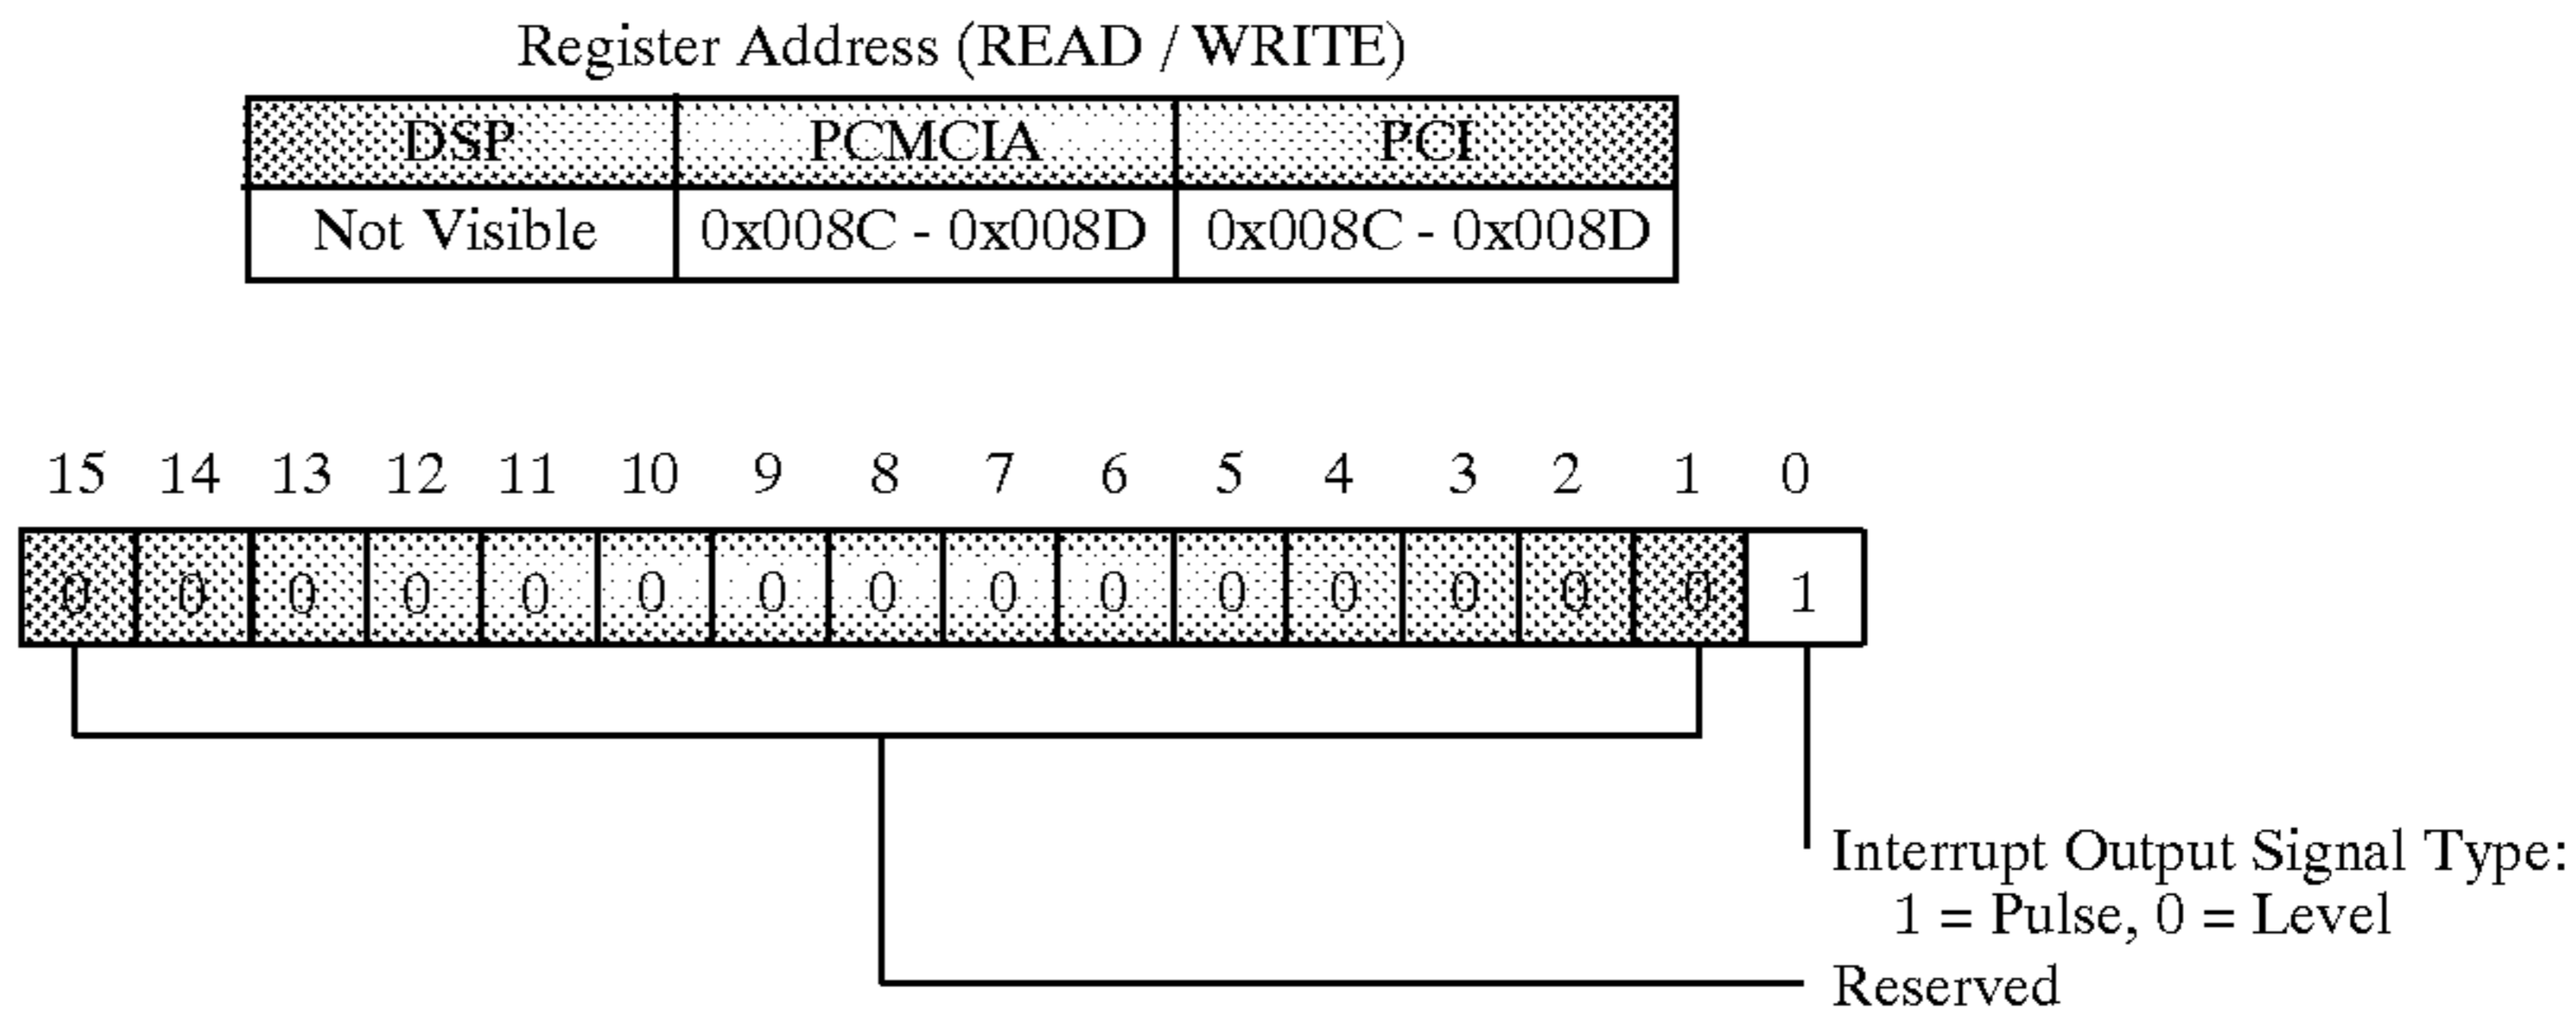 Register Address (READ / WRITE)
DSP PCMCIA PCI
Not Visible 0x008C - 0x008D 0x008C - 0x008D
15 14 13 12 11 10 9 8 7 6 5 4 3 2 1 0
0 0 0 0 0 0 0 0 0 0 0 0 0 0 0 1
Interrupt Output Signal Type:
1 = Pulse, 0 = Level
Reserved